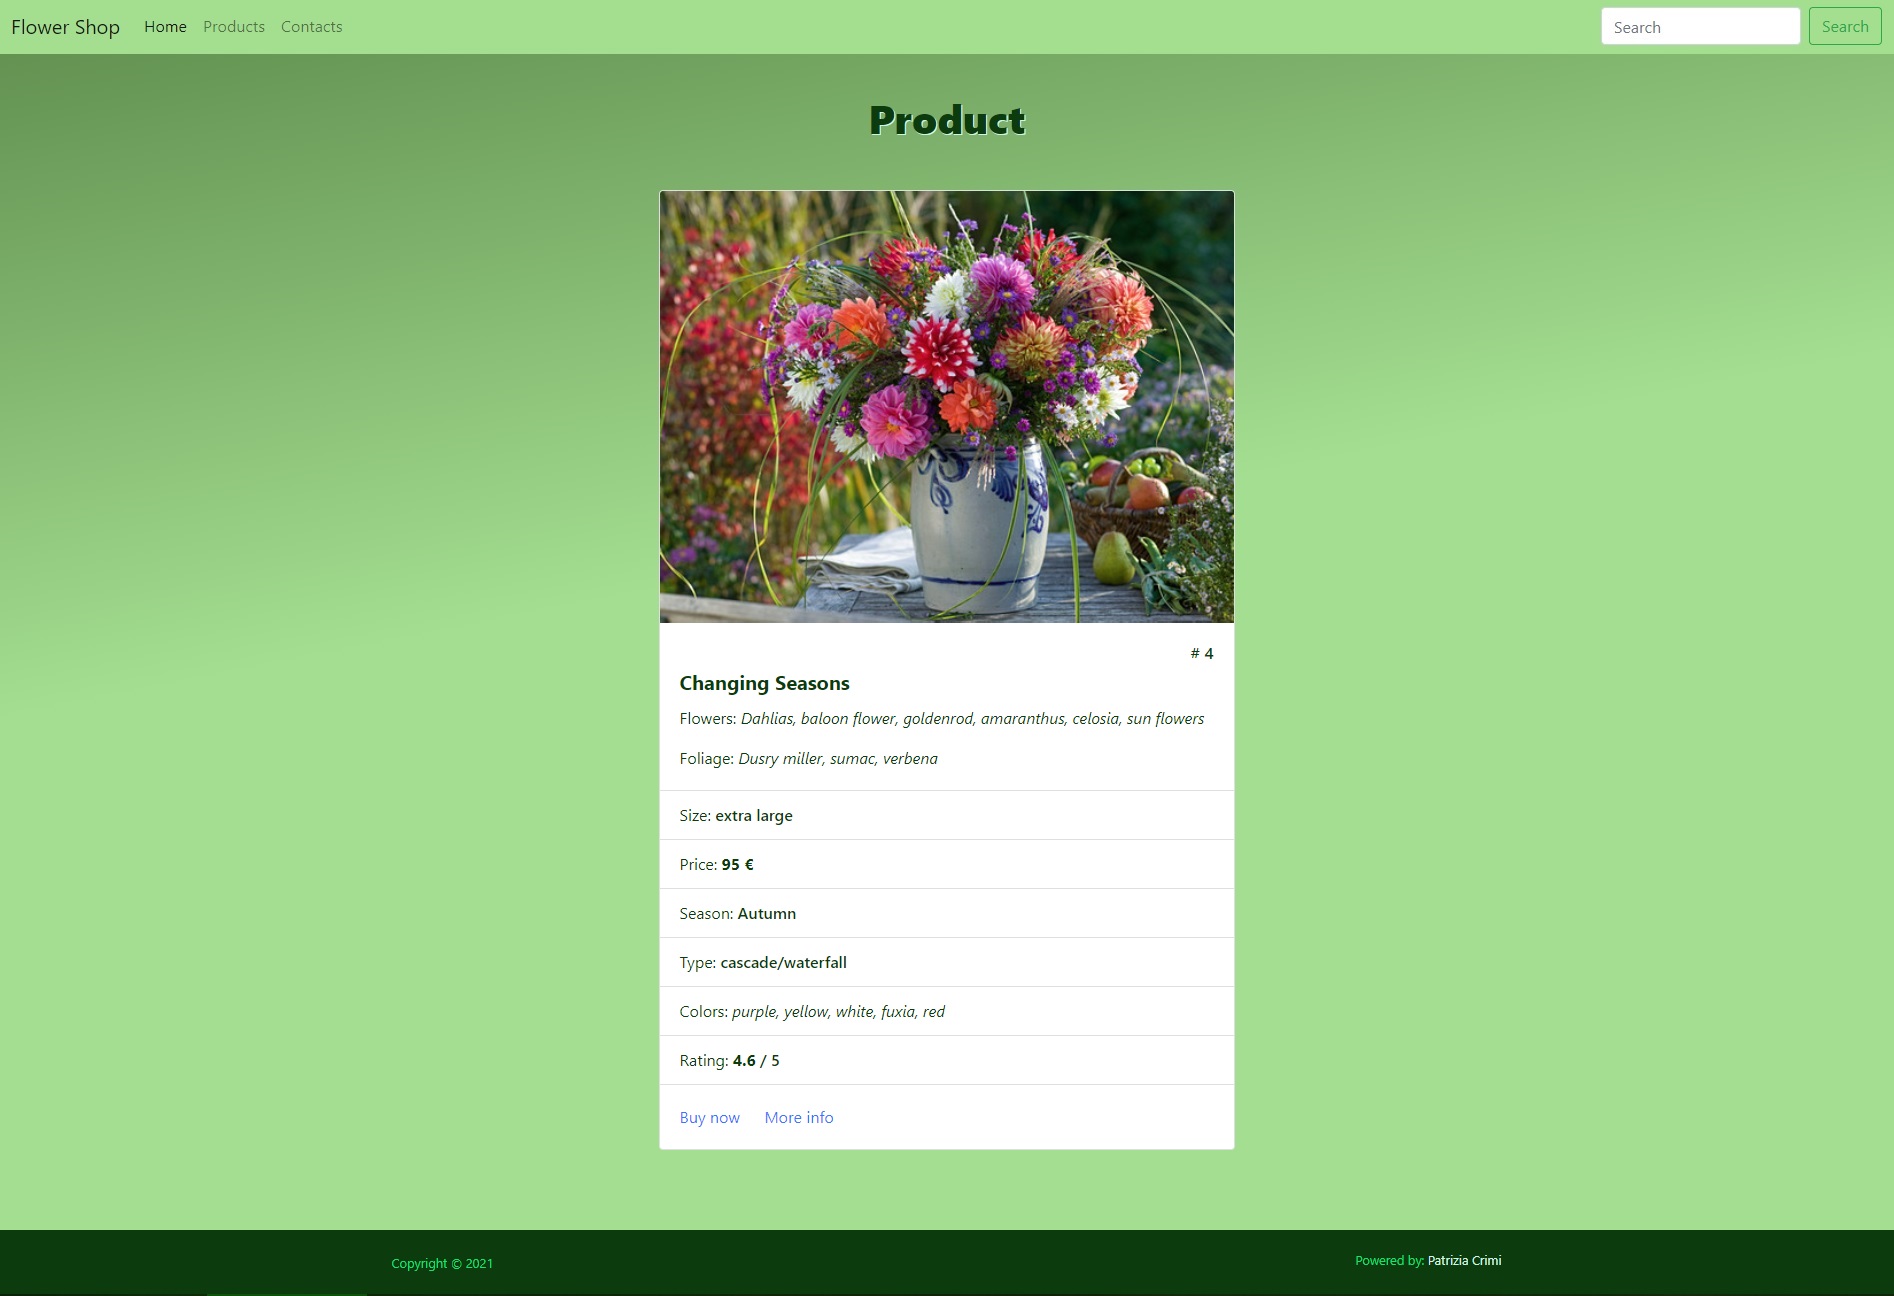 Flower Shop Home Products Contacts Search Search
Product
# 4
Changing Seasons
Flowers: Dahlias, baloon flower, goldenrod, amaranthus, celosia, sun flowers
Foliage: Dusry miller, sumac, verbena
Size: extra large
Price: 95 €
Season: Autumn
Type: cascade/waterfall
Colors: purple, yellow, white, fuxia, red
Rating: 4.6 / 5
Buy now More info
Copyright © 2021 Powered by: Patrizia Crimi